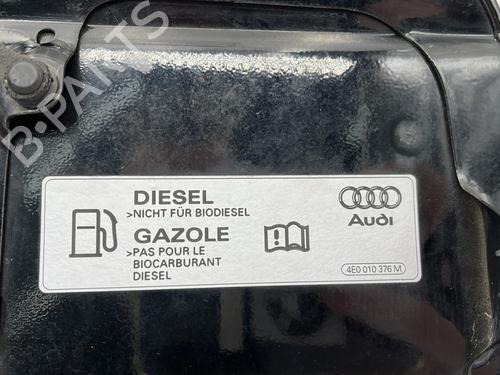 B-PARTS
DIESEL
>NICHT FÜR BIODIESEL
GAZOLE
>PAS POUR LE
BIOCARBURANT
DIESEL
Audi
4E0 010 376 M